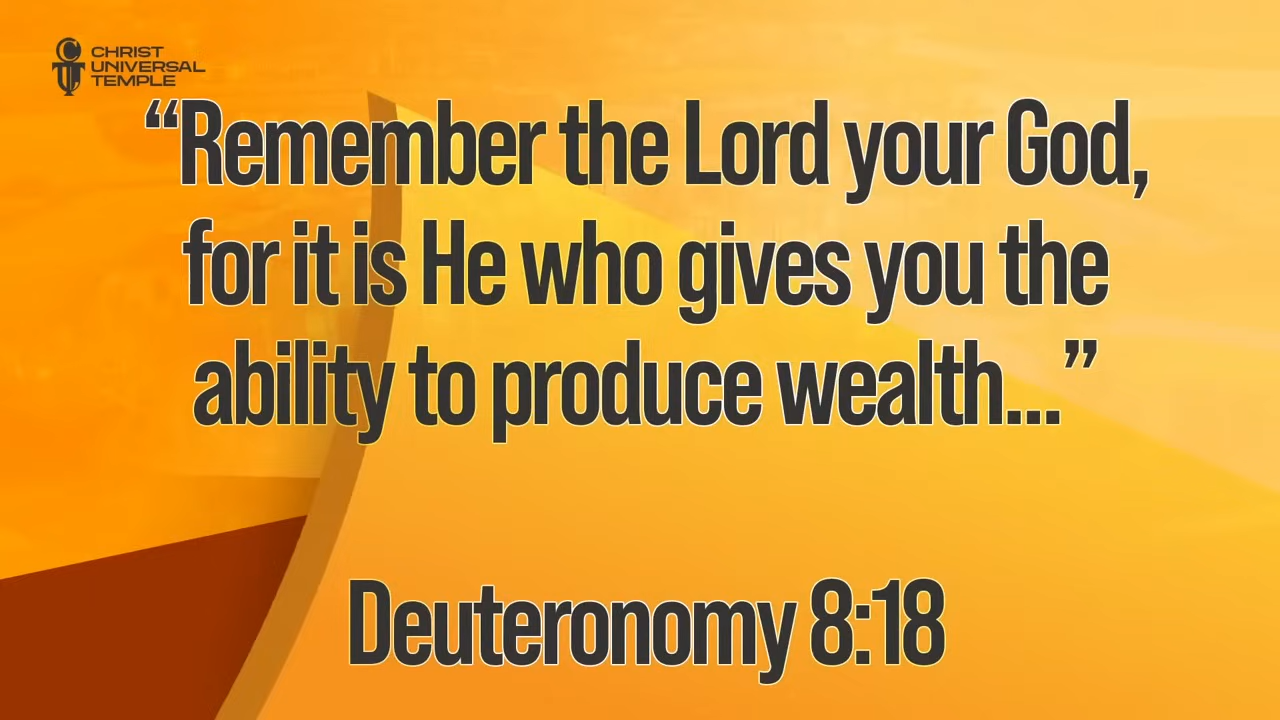 CHRIST
UNIVERSAL
TEMPLE
“Remember the Lord your God,
for it is He who gives you the
ability to produce wealth...”
Deuteronomy 8:18